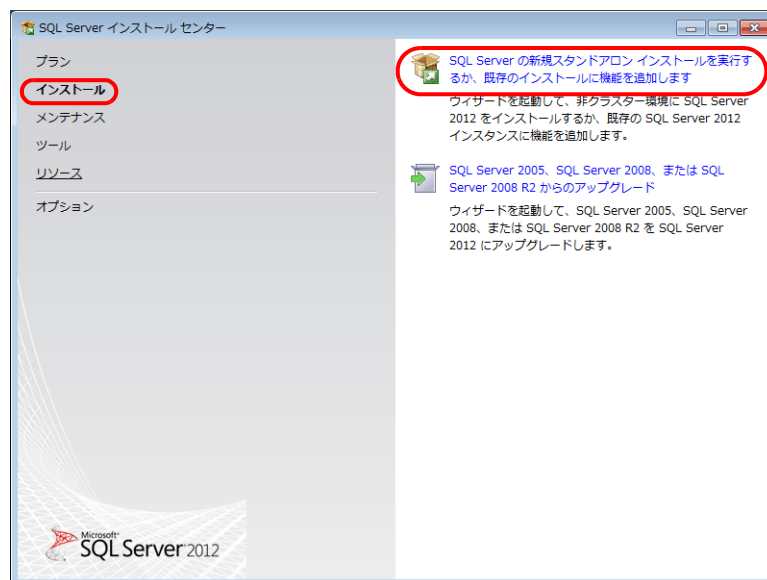 SQL Server インストール センター
プラン
インストール
メンテナンス
ツール
リソース
オプション
SQL Server の新規スタンドアロン インストールを実行す
るか、既存のインストールに機能を追加します
ウィザードを起動して、非クラスター環境に SQL Server
2012 をインストールするか、既存の SQL Server 2012
インスタンスに機能を追加します。
SQL Server 2005、SQL Server 2008、または SQL
Server 2008 R2 からのアップグレード
ウィザードを起動して、SQL Server 2005、SQL Server
2008、または SQL Server 2008 R2 を SQL Server
2012 にアップグレードします。
Microsoft
SQL Server 2012